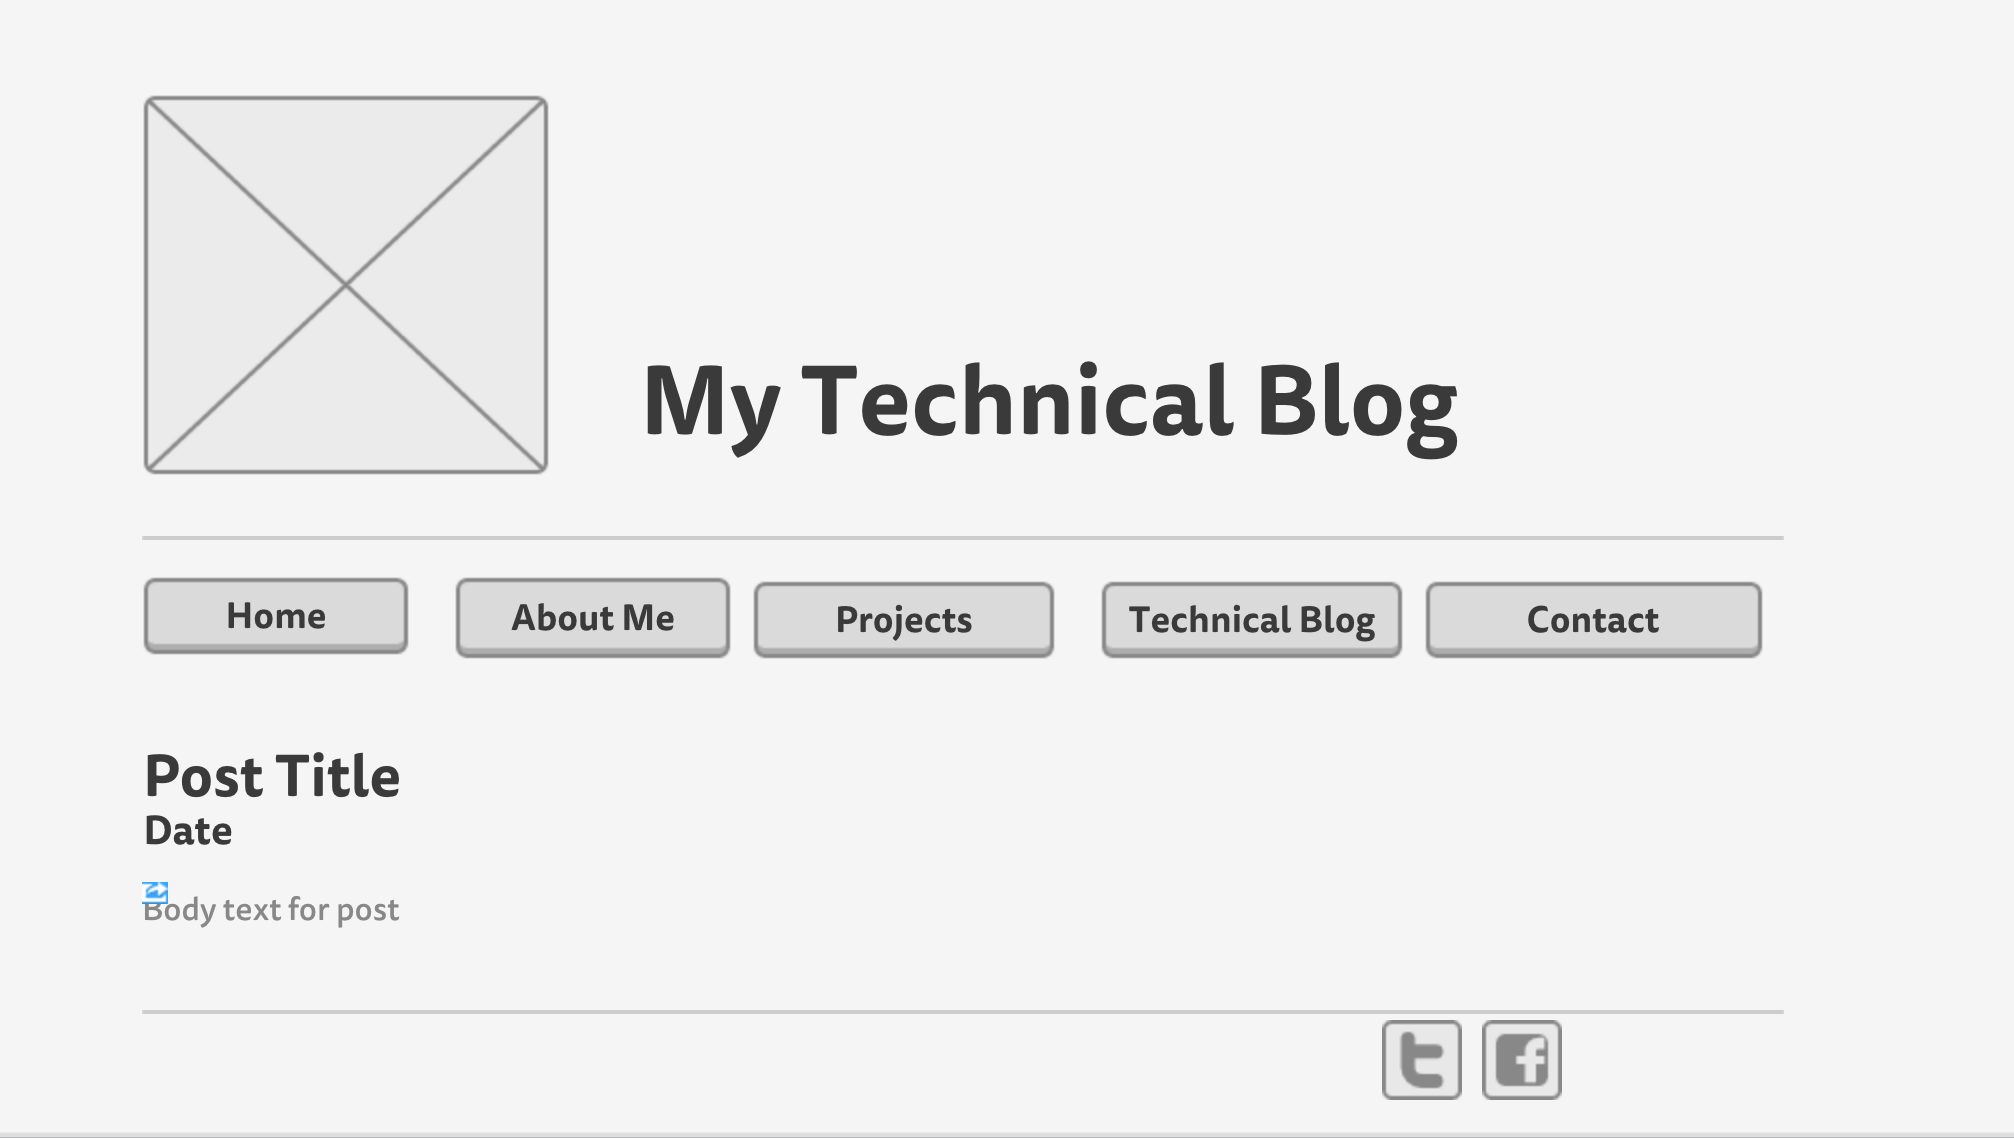 My Technical Blog
Home
About Me
Projects
Technical Blog
Contact
Post Title
Date
Body text for post